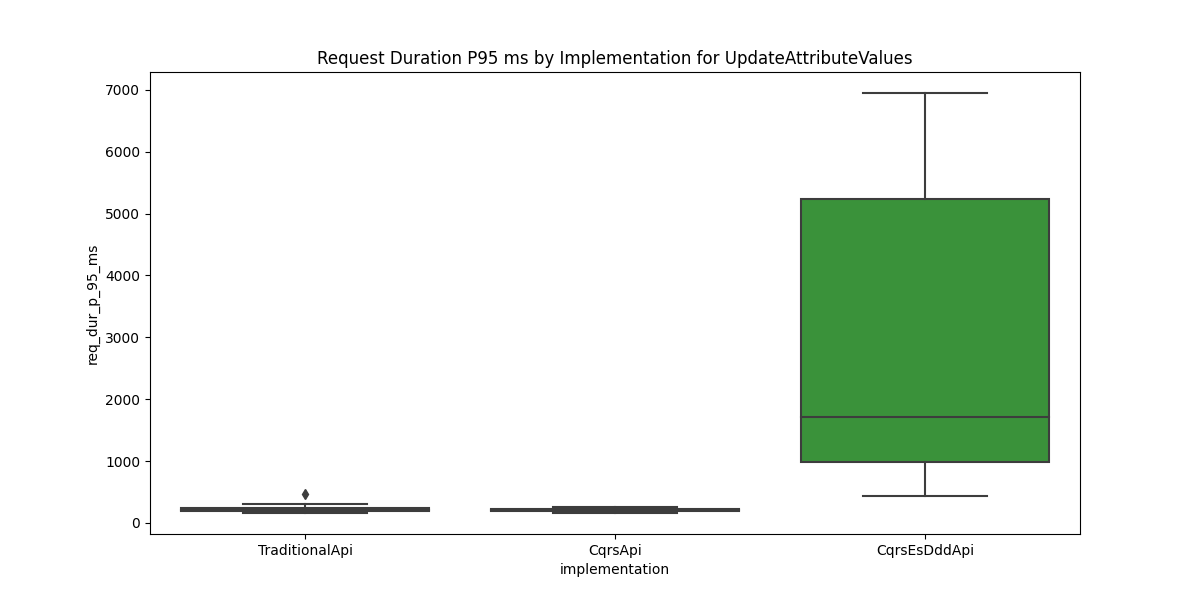 Request Duration P95 ms by Implementation for UpdateAttributeValues
7000
6000
5000
4000
3000
2000
1000
0
req_dur_p_95_ms
TraditionalApi
CqrsApi
CqrsEsDddApi
implementation